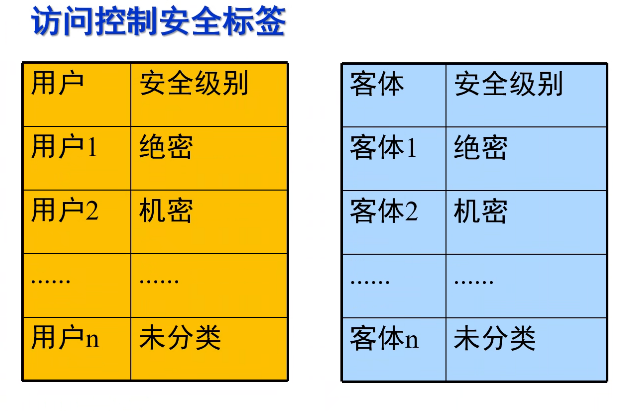 访问控制安全标签
用户 安全级别
用户1 绝密
用户2 机密
...... ......
用户n 未分类
客体 安全级别
客体1 绝密
客体2 机密
...... ......
客体n 未分类